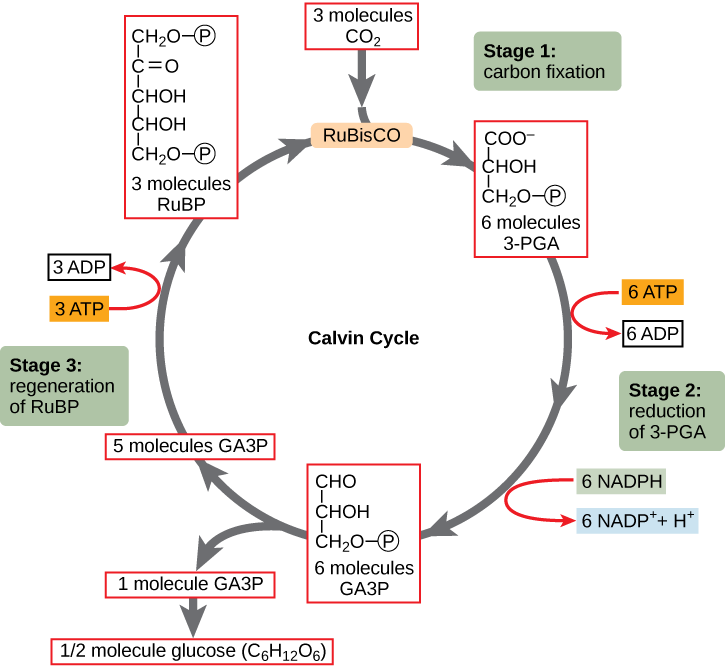 3 molecules
CO₂
Stage 1:
carbon fixation
CH₂O–P
C=O
CHOH
CHOH
CH₂O–P
3 molecules
RuBP
RuBisCO
COO⁻
CHOH
CH₂O–P
6 molecules
3-PGA
3 ADP
3 ATP
6 ATP
6 ADP
Calvin Cycle
Stage 3:
regeneration
of RuBP
Stage 2:
reduction
of 3-PGA
5 molecules GA3P
CHO
CHOH
CH₂O–P
6 molecules
GA3P
6 NADPH
6 NADP⁺+ H⁺
1 molecule GA3P
1/2 molecule glucose (C₆H₁₂O₆)